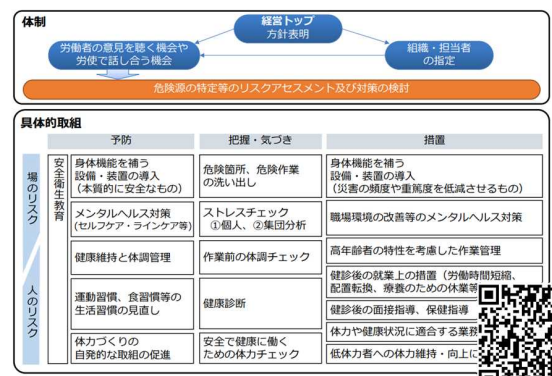 体制
経営トップ
方針表明
労働者の意見を聴く機会や
労使で話し合う機会
組織・担当者
の指定
危険源の特定等のリスクアセスメント及び対策の検討
具体的取組
予防
把握・気づき
措置
場のリスク
人のリスク
安全衛生教育
身体機能を補う
設備・装置の導入
（本質的に安全なもの）
危険箇所、危険作業
の洗い出し
身体機能を補う
設備・装置の導入
（災害の頻度や重篤度を低減させるもの）
メンタルヘルス対策
（セルフケア・ラインケア等）
ストレスチェック
①個人、②集団分析
職場環境の改善等のメンタルヘルス対策
健康維持と体調管理
作業前の体調チェック
高年齢者の特性を考慮した作業管理
運動習慣、食習慣等の
生活習慣の見直し
健康診断
健診後の就業上の措置（労働時間短縮、
配置転換、療養のための休業等
健診後の面接指導、保健指導
体力づくりの
自発的な取組の促進
安全で健康に働く
ための体力チェック
体力や健康状況に適合する業務
低体力者への体力維持・向上に